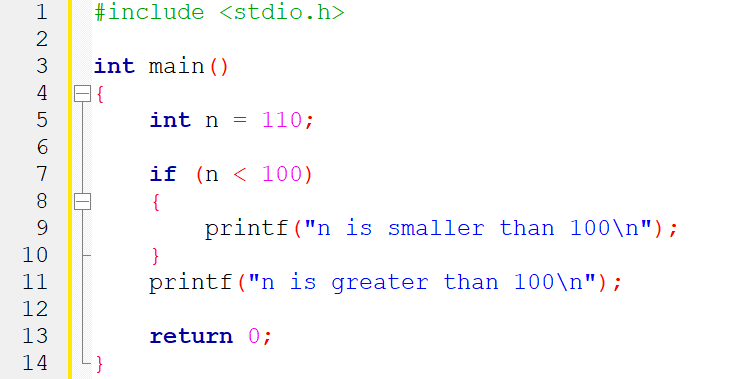 1 #include <stdio.h>
2
3 int main()
4 {
5     int n = 110;
6
7     if (n < 100)
8     {
9         printf("n is smaller than 100\n");
10     }
11     printf("n is greater than 100\n");
12
13     return 0;
14 }